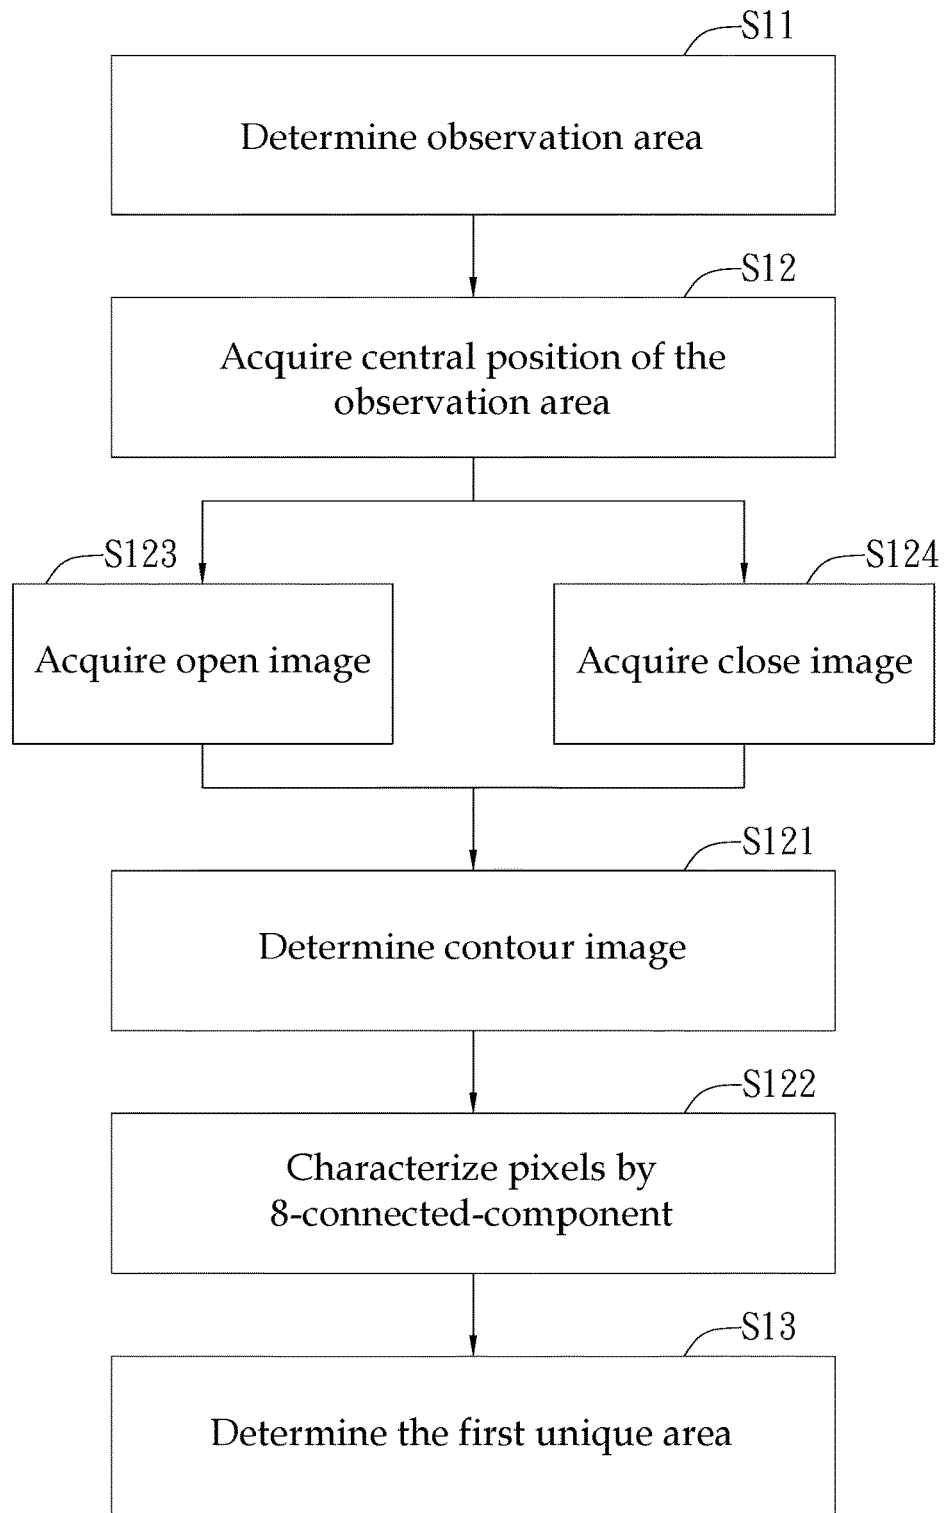 S11
Determine observation area
S12
Acquire central position of the
observation area
S123
Acquire open image
S124
Acquire close image
S121
Determine contour image
S122
Characterize pixels by
8-connected-component
S13
Determine the first unique area